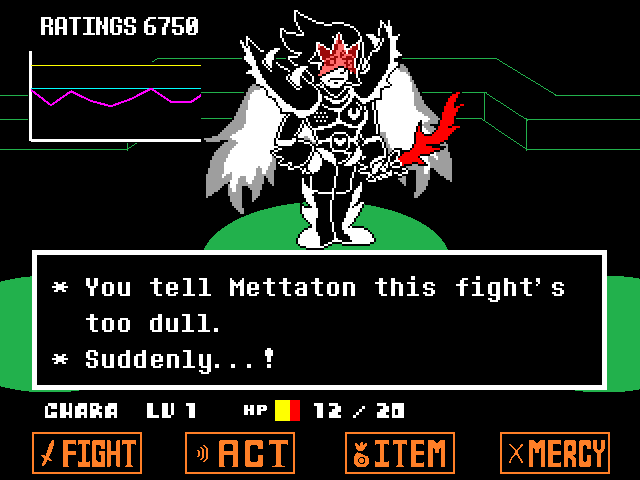 RATINGS 6750
* You tell Mettaton this fight's
too dull.
* Suddenly...!
CHARA LV 1 HP 12 / 20
FIGHT ACT ITEM MERCY